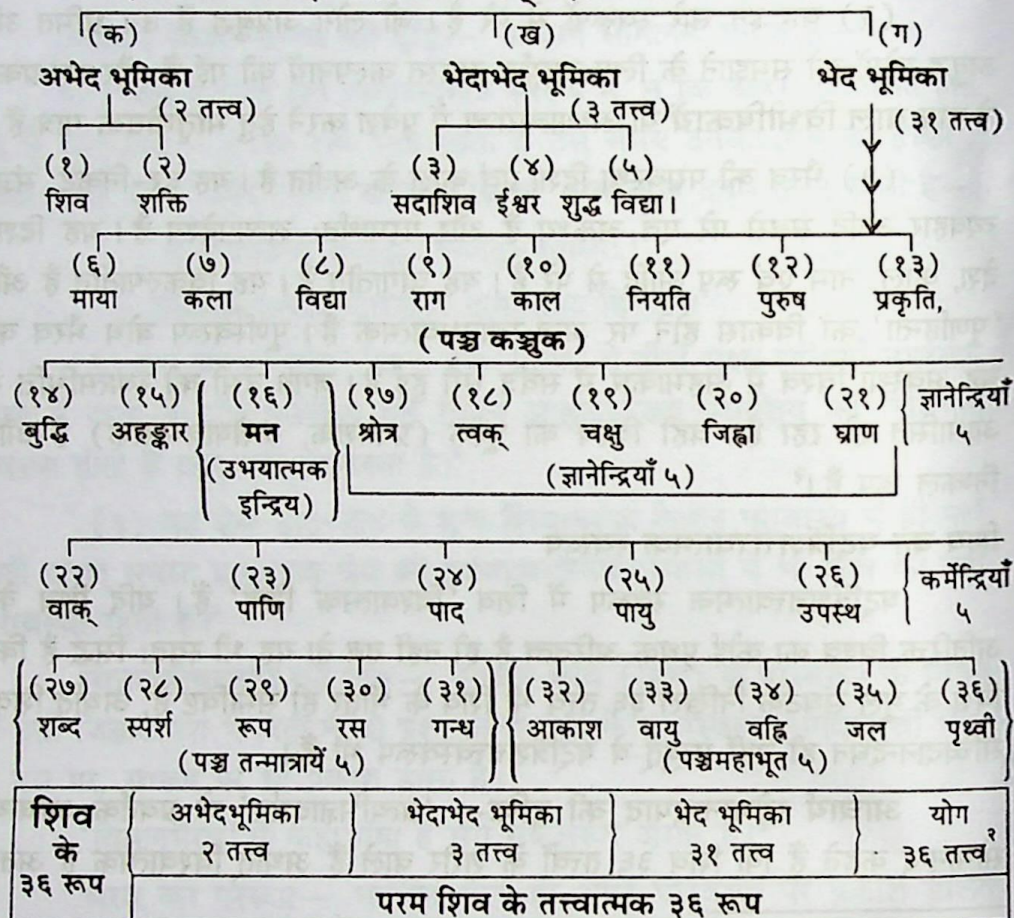 (क) (ख) (ग)
अभेद भूमिका भेदाभेद भूमिका भेद भूमिका
(२ तत्त्व) (३ तत्त्व) (३१ तत्त्व)
(१) (२) (३) (४) (५)
शिव शक्ति सदाशिव ईश्वर शुद्ध विद्या।
(६) (७) (८) (९) (१०) (११) (१२) (१३)
माया कला विद्या राग काल नियति पुरुष प्रकृति,
(पञ्च कञ्चुक)
(१४) (१५) (१६) (१७) (१८) (१९) (२०) (२१) ज्ञानेन्द्रियाँ
बुद्धि अहङ्कार मन श्रोत्र त्वक् चक्षु जिह्वा घ्राण ५
(उभयात्मक (ज्ञानेन्द्रियाँ ५)
इन्द्रिय)
(२२) (२३) (२४) (२५) (२६) कर्मेन्द्रियाँ
वाक् पाणि पाद पायु उपस्थ ५
(२७) (२८) (२९) (३०) (३१) (३२) (३३) (३४) (३५) (३६)
शब्द स्पर्श रूप रस गन्ध आकाश वायु वह्नि जल पृथ्वी
(पञ्च तन्मात्रायें ५) (पञ्चमहाभूत ५)
शिव अभेदभूमिका भेदाभेद भूमिका भेद भूमिका योग
के २ तत्त्व ३ तत्त्व ३१ तत्त्व ३६ तत्त्व १
३६ रूप
परम शिव के तत्त्वात्मक ३६ रूप